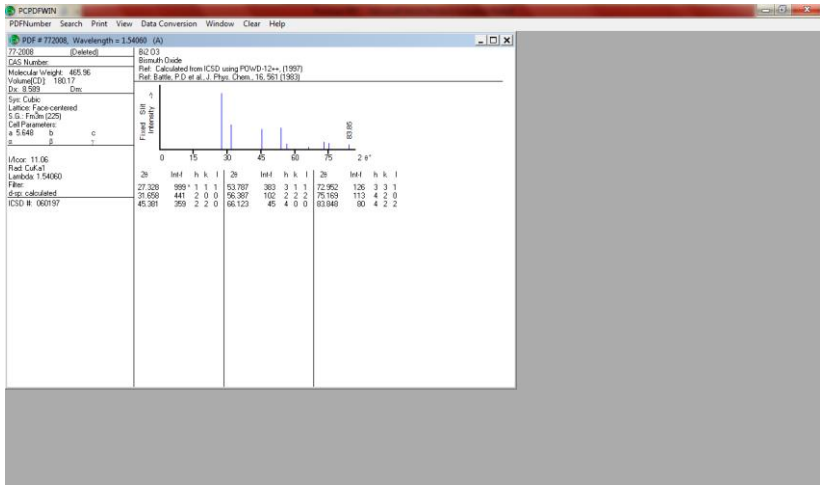 PCPDFWIN
PDFNumber Search Print View Data Conversion Window Clear Help
PDF # 772008, Wavelength = 1.54060 (A)
77-2008 (Deleted)
CAS Number:
Molecular Weight: 465.96
Volume[CD]: 180.17
Dx: 8.589 Dm:
Sys: Cubic
Lattice: Face-centered
S.G.: Fm3m (225)
Cell Parameters:
a 5.648 b c
α β γ
I/Icor: 11.06
Rad: CuKa1
Lambda: 1.54060
Filter:
d-sp: calculated
ICSD #: 060197
Bi2 O3
Bismuth Oxide
Ref: Calculated from ICSD using POWD-12++, (1997)
Ref: Battle, P.D et al., J. Phys. Chem., 16, 561 (1983)
Fixed Slit
Intensity →
83.85
0 15 30 45 60 75 2 θ°
2θ Int-f h k l 2θ Int-f h k l 2θ Int-f h k l
27.328 999* 1 1 1 53.787 383 3 1 1 72.952 126 3 3 1
31.658 441 2 0 0 56.387 102 2 2 2 75.169 113 4 2 0
45.381 359 2 2 0 66.123 45 4 0 0 83.848 80 4 2 2